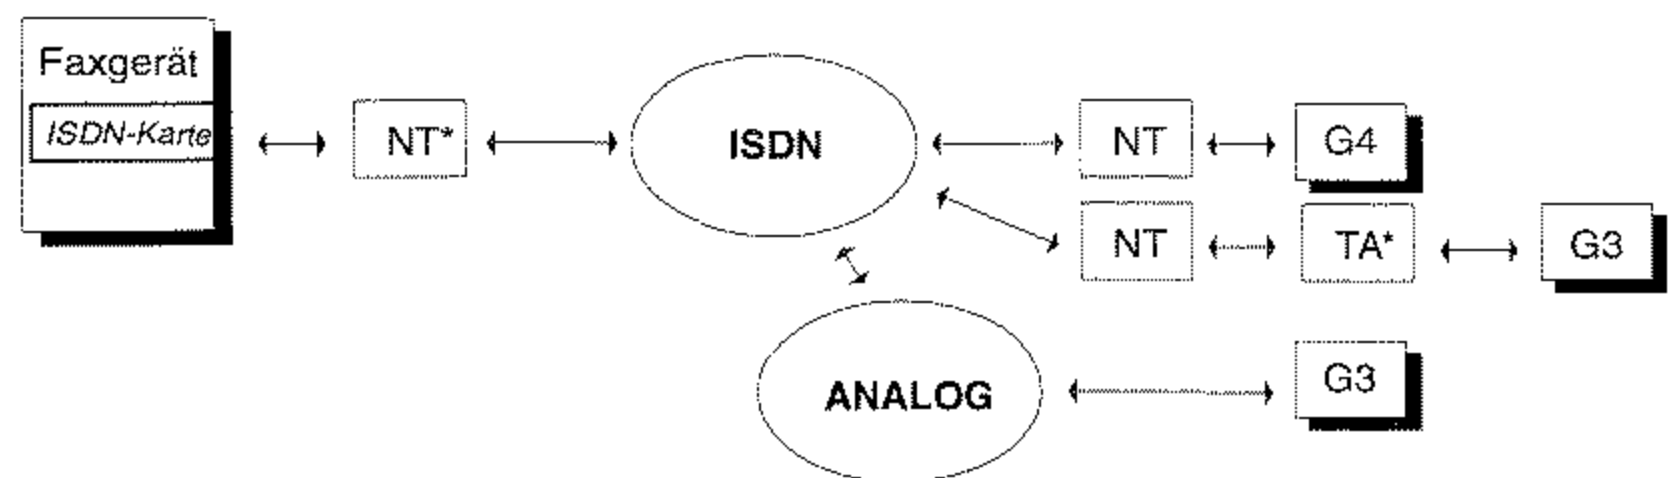 Faxgerät
ISDN-Karte
NT*
ISDN
NT
G4
NT
TA*
G3
ANALOG
G3